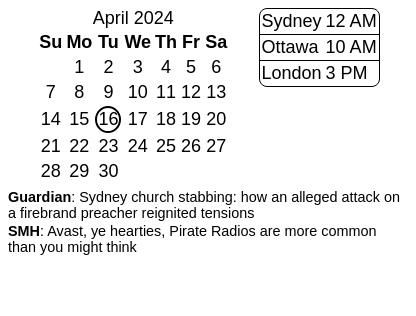 April 2024
Su Mo Tu We Th Fr Sa
1 2 3 4 5 6
7 8 9 10 11 12 13
14 15 16 17 18 19 20
21 22 23 24 25 26 27
28 29 30
Sydney 12 AM
Ottawa 10 AM
London 3 PM
Guardian: Sydney church stabbing: how an alleged attack on
a firebrand preacher reignited tensions
SMH: Avast, ye hearties, Pirate Radios are more common
than you might think